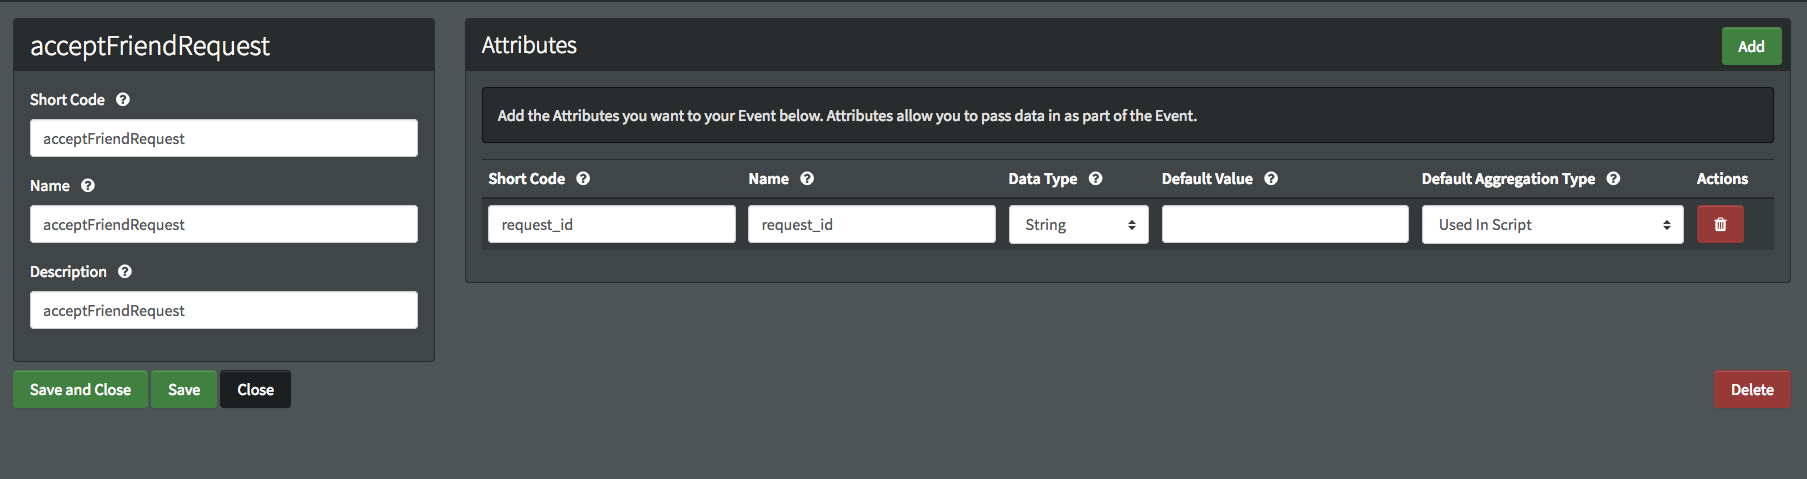 acceptFriendRequest
Short Code
acceptFriendRequest
Name
acceptFriendRequest
Description
acceptFriendRequest
Save and Close Save Close
Attributes Add
Add the Attributes you want to your Event below. Attributes allow you to pass data in as part of the Event.
Short Code Name Data Type Default Value Default Aggregation Type Actions
request_id request_id String Used In Script
Delete